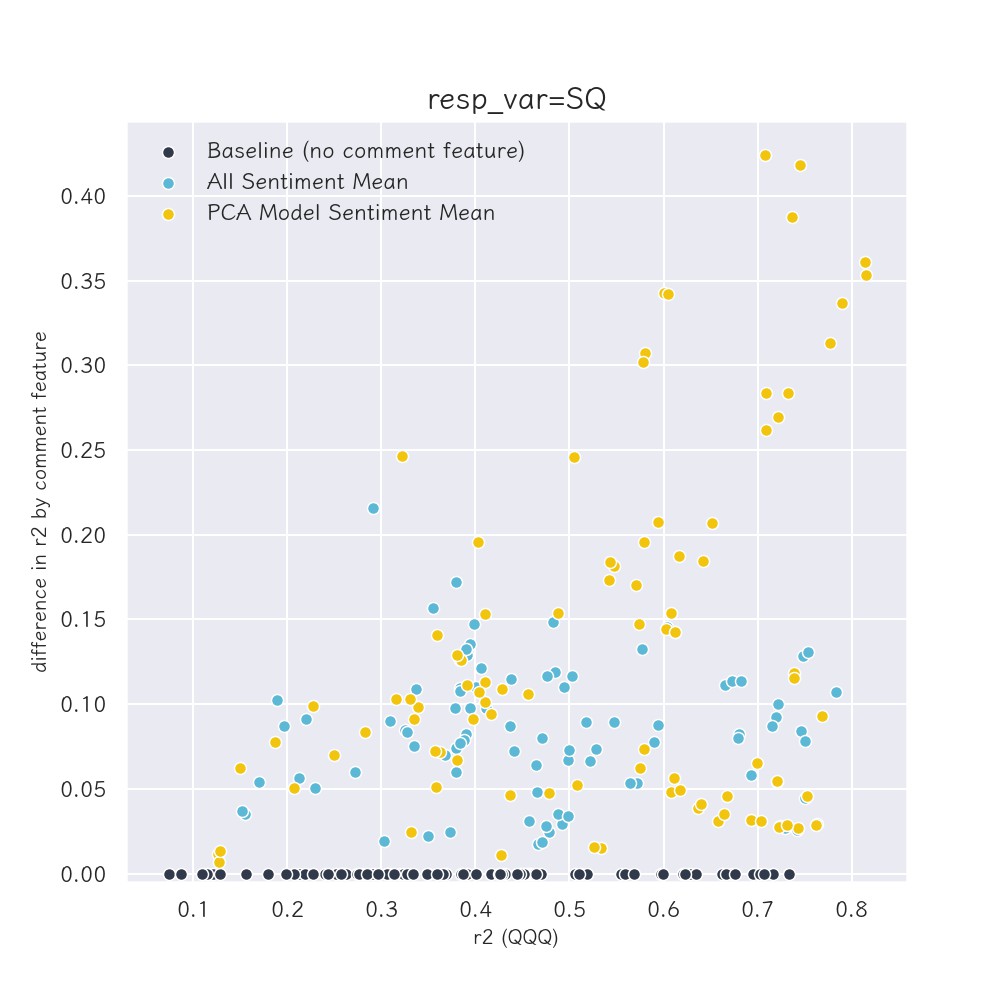 resp_var=SQ
Baseline (no comment feature)
All Sentiment Mean
PCA Model Sentiment Mean
0.40
0.35
0.30
0.25
0.20
0.15
0.10
0.05
0.00
difference in r2 by comment feature
0.1 0.2 0.3 0.4 0.5 0.6 0.7 0.8
r2 (QQQ)